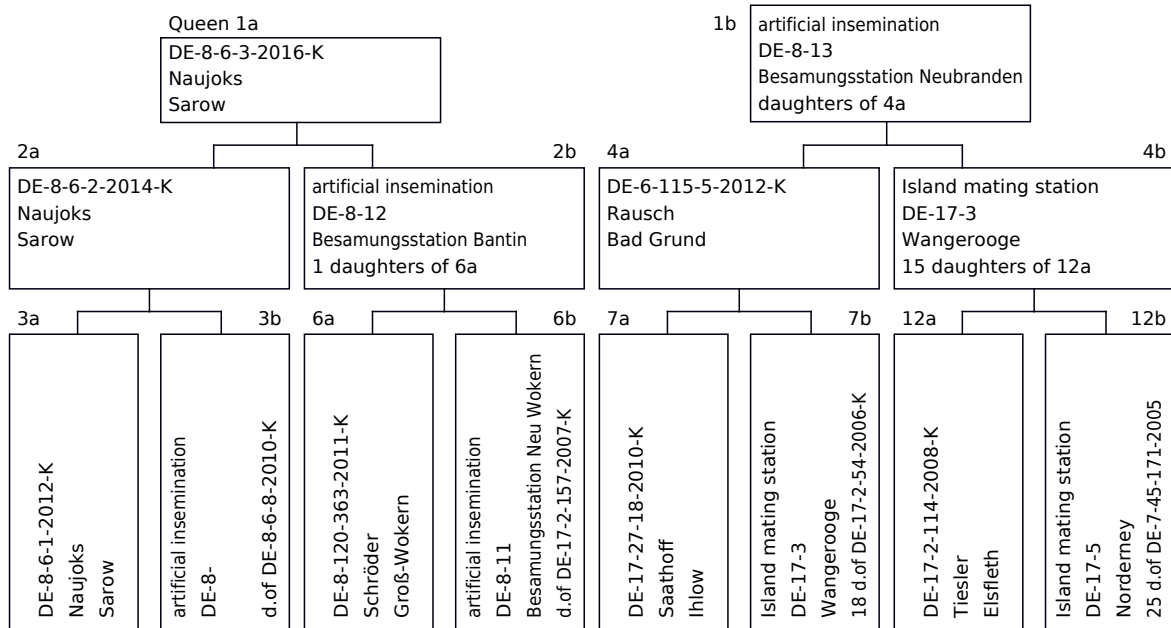 Queen 1a
DE-8-6-3-2016-K
Naujoks
Sarow
1b
artificial insemination
DE-8-13
Besamungsstation Neubranden
daughters of 4a
2a
DE-8-6-2-2014-K
Naujoks
Sarow
2b
artificial insemination
DE-8-12
Besamungsstation Bantin
1 daughters of 6a
4a
DE-6-115-5-2012-K
Rausch
Bad Grund
4b
Island mating station
DE-17-3
Wangerooge
15 daughters of 12a
3a
DE-8-6-1-2012-K
Naujoks
Sarow
3b
artificial insemination
DE-8-
d.of DE-8-6-8-2010-K
6a
DE-8-120-363-2011-K
Schröder
Groß-Wokern
6b
artificial insemination
DE-8-11
Besamungsstation Neu Wokern
d.of DE-17-2-157-2007-K
7a
DE-17-27-18-2010-K
Saathoff
Ihlow
7b
Island mating station
DE-17-3
Wangerooge
18 d.of DE-17-2-54-2006-K
12a
DE-17-2-114-2008-K
Tiesler
Elsfleth
12b
Island mating station
DE-17-5
Norderney
25 d.of DE-7-45-171-2005